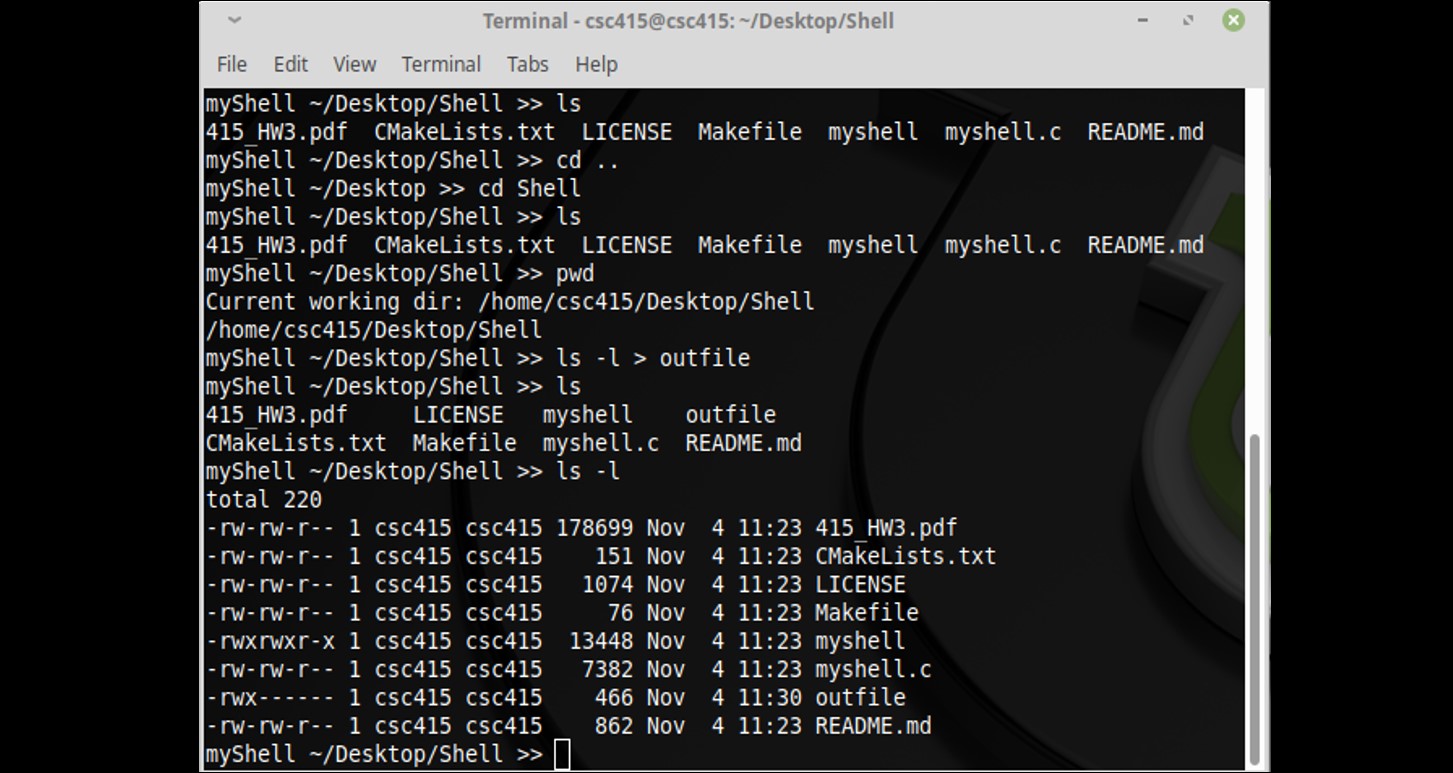 Terminal - csc415@csc415: ~/Desktop/Shell
File Edit View Terminal Tabs Help
myShell ~/Desktop/Shell >> ls
415_HW3.pdf  CMakeLists.txt  LICENSE  Makefile  myshell  myshell.c  README.md
myShell ~/Desktop/Shell >> cd ..
myShell ~/Desktop >> cd Shell
myShell ~/Desktop/Shell >> ls
415_HW3.pdf  CMakeLists.txt  LICENSE  Makefile  myshell  myshell.c  README.md
myShell ~/Desktop/Shell >> pwd
Current working dir: /home/csc415/Desktop/Shell
/home/csc415/Desktop/Shell
myShell ~/Desktop/Shell >> ls -l > outfile
myShell ~/Desktop/Shell >> ls
415_HW3.pdf     LICENSE   myshell    outfile
CMakeLists.txt  Makefile  myshell.c  README.md
myShell ~/Desktop/Shell >> ls -l
total 220
-rw-rw-r-- 1 csc415 csc415 178699 Nov  4 11:23 415_HW3.pdf
-rw-rw-r-- 1 csc415 csc415    151 Nov  4 11:23 CMakeLists.txt
-rw-rw-r-- 1 csc415 csc415   1074 Nov  4 11:23 LICENSE
-rw-rw-r-- 1 csc415 csc415     76 Nov  4 11:23 Makefile
-rwxrwxr-x 1 csc415 csc415  13448 Nov  4 11:23 myshell
-rw-rw-r-- 1 csc415 csc415   7382 Nov  4 11:23 myshell.c
-rwx------ 1 csc415 csc415    466 Nov  4 11:30 outfile
-rw-rw-r-- 1 csc415 csc415    862 Nov  4 11:23 README.md
myShell ~/Desktop/Shell >>